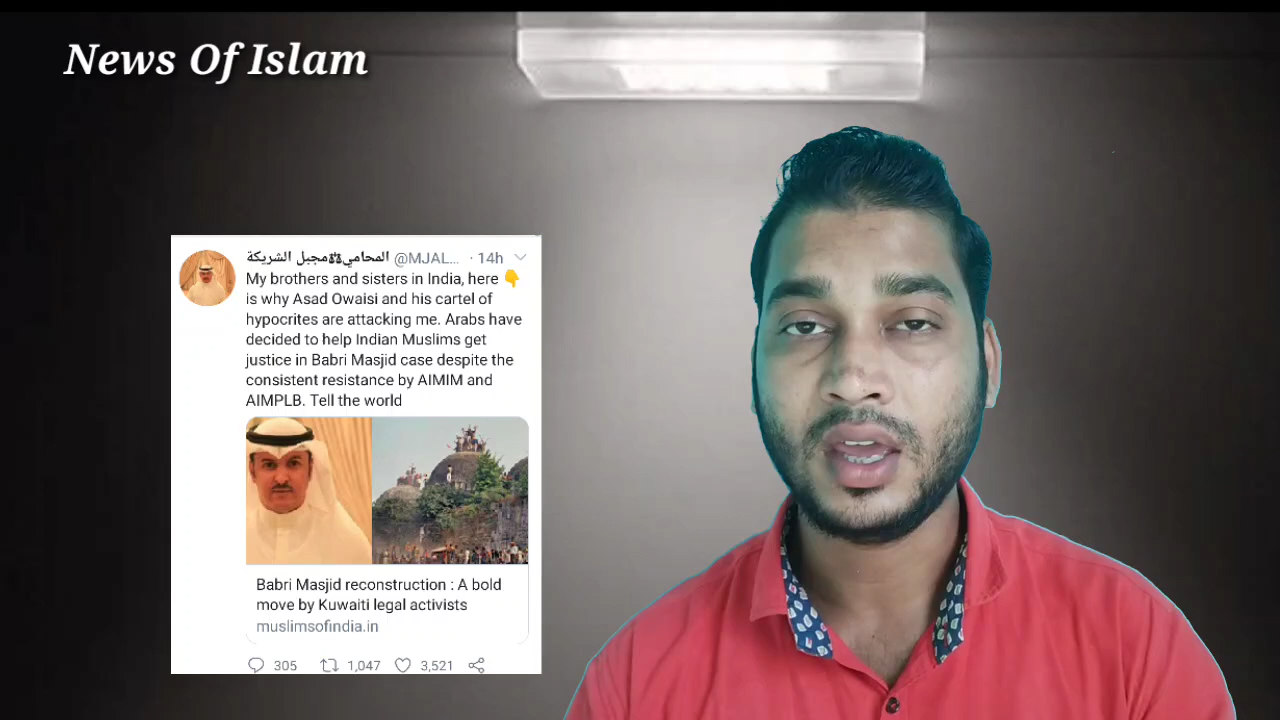 News Of Islam
المحامي⚖مجبل الشريكة @MJAL... · 14h
My brothers and sisters in India, here 👇
is why Asad Owaisi and his cartel of
hypocrites are attacking me. Arabs have
decided to help Indian Muslims get
justice in Babri Masjid case despite the
consistent resistance by AIMIM and
AIMPLB. Tell the world
Babri Masjid reconstruction : A bold
move by Kuwaiti legal activists
muslimsofindia.in
305 1,047 3,521